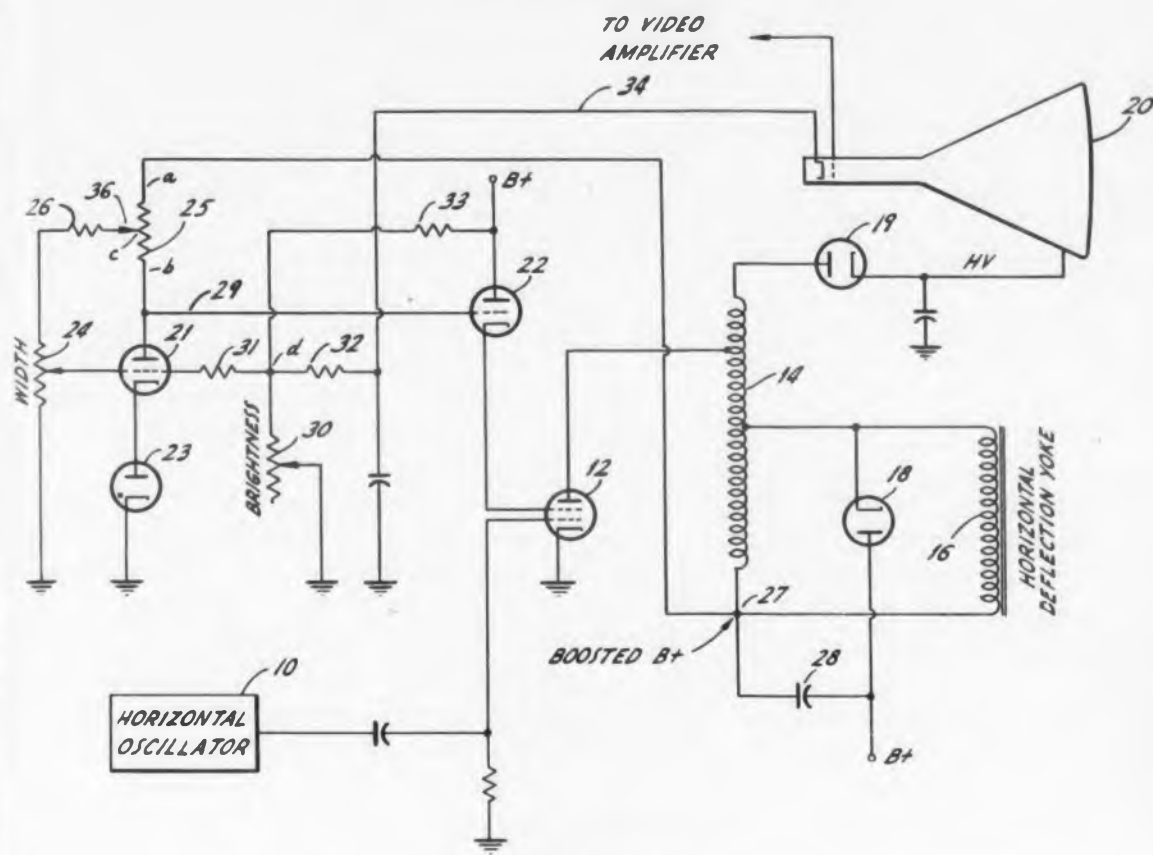 TO VIDEO
AMPLIFIER
34
20
a
B+
36
26
33
25
c
19
b
22
HV
29
24
21
31
d
32
14
WIDTH
BRIGHTNESS
30
23
12
18
16
HORIZONTAL
DEFLECTION YOKE
27
BOOSTED B+
28
10
HORIZONTAL
OSCILLATOR
B+